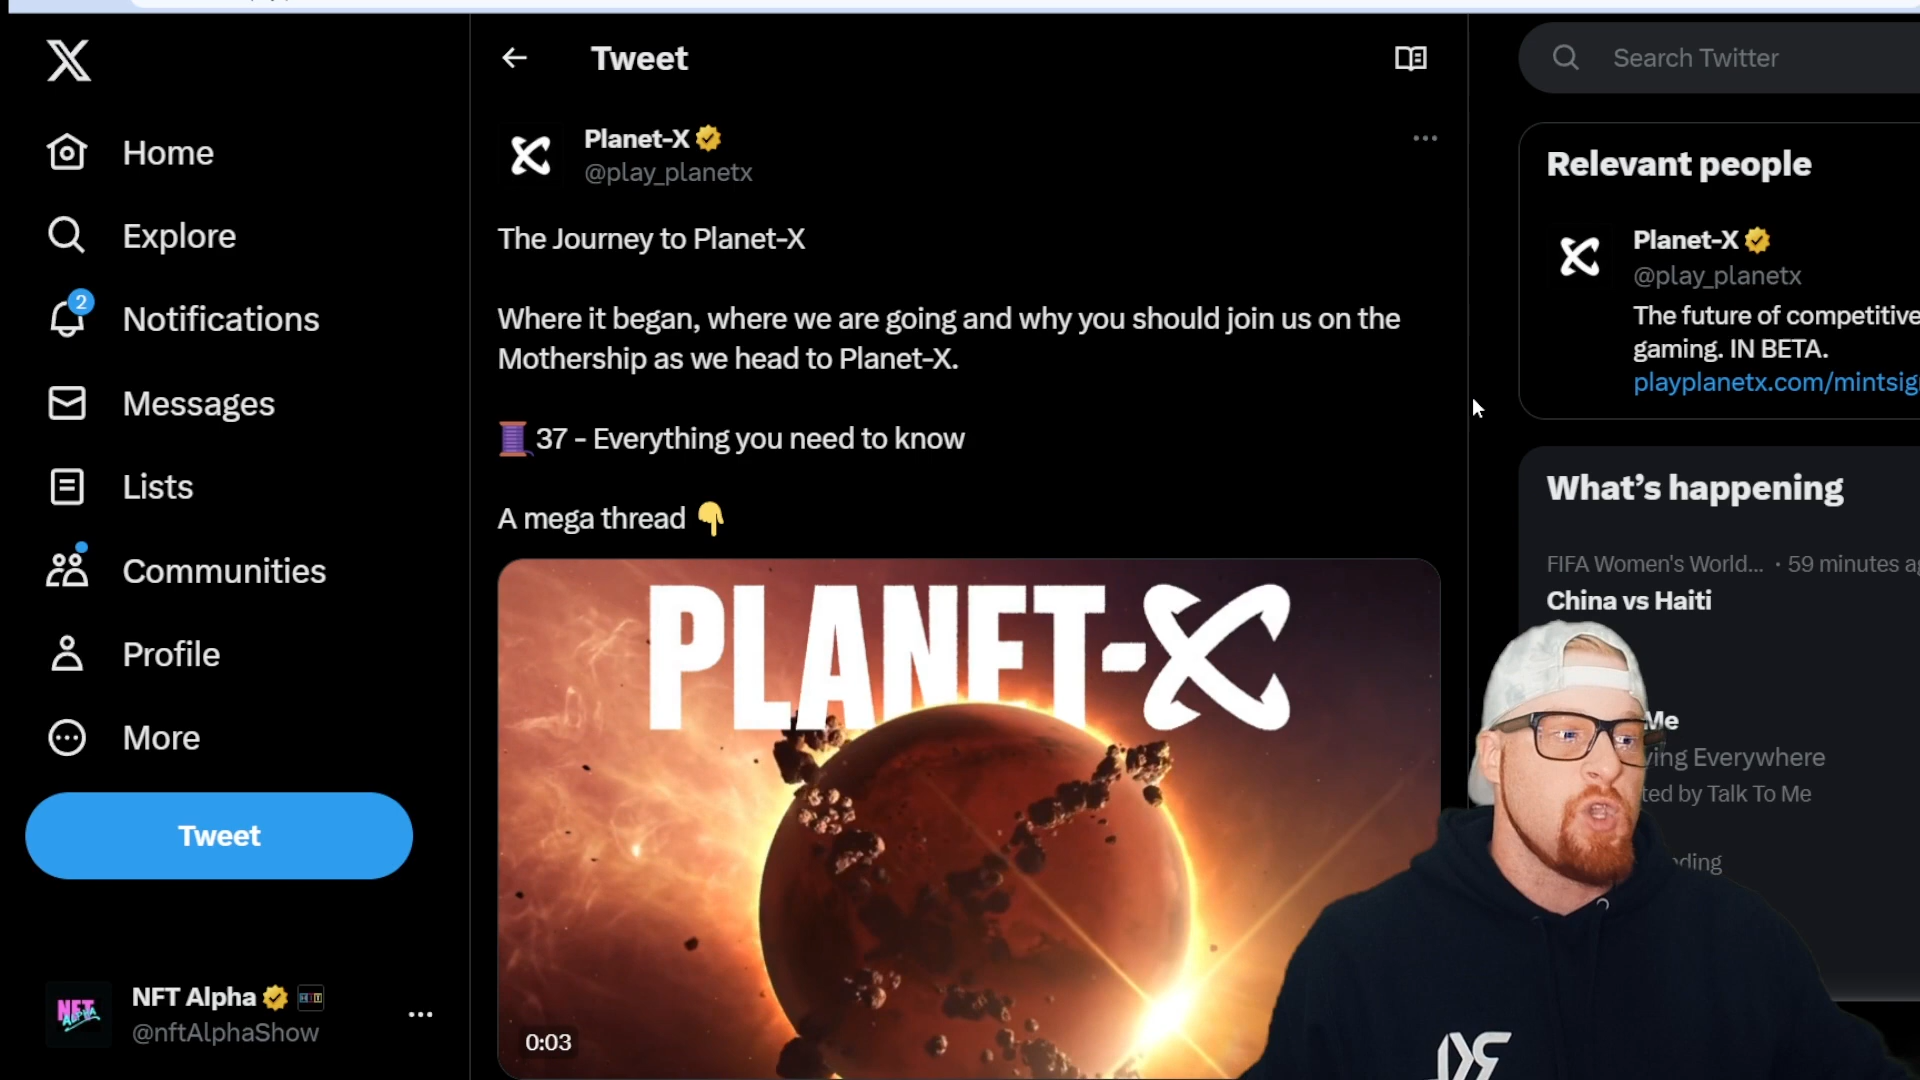 Home
Explore
2
Notifications
Messages
Lists
Communities
Profile
More
Tweet
NFT Alpha
@nftAlphaShow
Tweet
Planet-X
@play_planetx
The Journey to Planet-X
Where it began, where we are going and why you should join us on the
Mothership as we head to Planet-X.
37 - Everything you need to know
A mega thread
PLANET-X
0:03
Search Twitter
Relevant people
Planet-X
@play_planetx
The future of competitive
gaming. IN BETA.
playplanetx.com/mintsig
What's happening
FIFA Women's World... · 59 minutes a
China vs Haiti
Me
ving Everywhere
ted by Talk To Me
nding